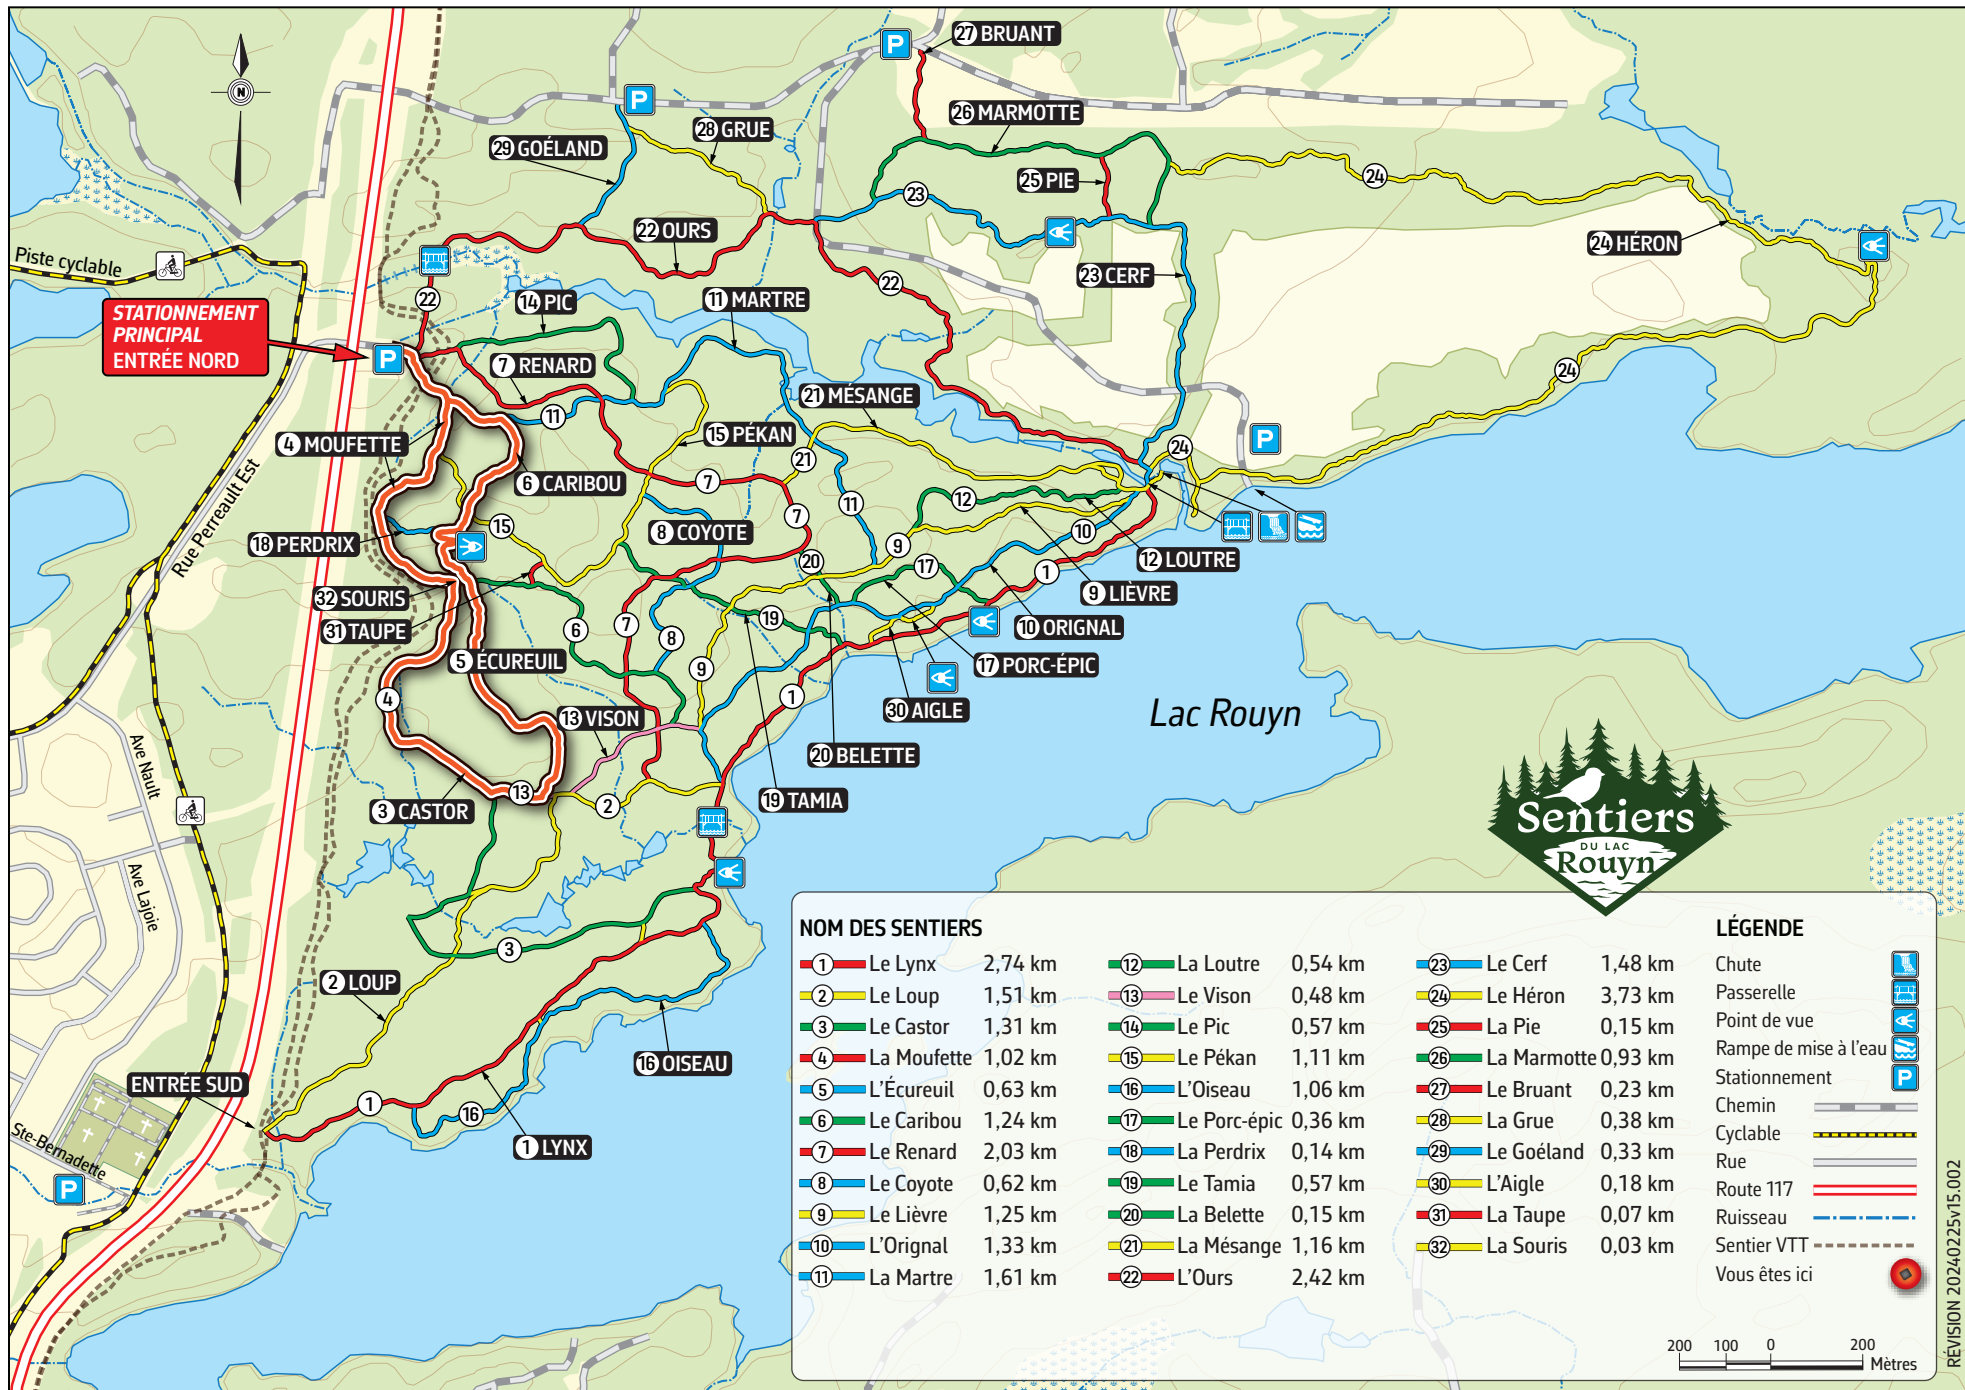 27 BRUANT
26 MARMOTTE
28 GRUE
29 GOÉLAND
25 PIE
24
23
22 OURS
24 HÉRON
Piste cyclable
23 CERF
22
22
14 PIC
11 MARTRE
STATIONNEMENT
PRINCIPAL
ENTRÉE NORD
7 RENARD
24
21 MÉSANGE
11
15 PÉKAN
4 MOUFETTE
24
21
6 CARIBOU
7
Rue Perreault Est
12
11
7
15
8 COYOTE
10
18 PERDRIX
9
12 LOUTRE
20
17
1
9 LIÈVRE
32 SOURIS
31 TAUPE
6
7
19
10 ORIGNAL
8
5 ÉCUREUIL
9
17 PORC-ÉPIC
4
1
30 AIGLE
Lac Rouyn
13 VISON
20 BELETTE
Ave Nault
13
2
19 TAMIA
3 CASTOR
Ave Lajoie
3
2 LOUP
16 OISEAU
ENTRÉE SUD
1
16
1 LYNX
Ste-Bernadette
Sentiers
DU LAC
Rouyn
N
P
P
P
P
P
NOM DES SENTIERS
1 Le Lynx 2,74 km
2 Le Loup 1,51 km
3 Le Castor 1,31 km
4 La Moufette 1,02 km
5 L'Écureuil 0,63 km
6 Le Caribou 1,24 km
7 Le Renard 2,03 km
8 Le Coyote 0,62 km
9 Le Lièvre 1,25 km
10 L'Orignal 1,33 km
11 La Martre 1,61 km
12 La Loutre 0,54 km
13 Le Vison 0,48 km
14 Le Pic 0,57 km
15 Le Pékan 1,11 km
16 L'Oiseau 1,06 km
17 Le Porc-épic 0,36 km
18 La Perdrix 0,14 km
19 Le Tamia 0,57 km
20 La Belette 0,15 km
21 La Mésange 1,16 km
22 L'Ours 2,42 km
23 Le Cerf 1,48 km
24 Le Héron 3,73 km
25 La Pie 0,15 km
26 La Marmotte 0,93 km
27 Le Bruant 0,23 km
28 La Grue 0,38 km
29 Le Goéland 0,33 km
30 L'Aigle 0,18 km
31 La Taupe 0,07 km
32 La Souris 0,03 km
LÉGENDE
Chute
Passerelle
Point de vue
Rampe de mise à l'eau
Stationnement P
Chemin
Cyclable
Rue
Route 117
Ruisseau
Sentier VTT
Vous êtes ici
200 100 0 200
Mètres
RÉVISION 20240225v15.002